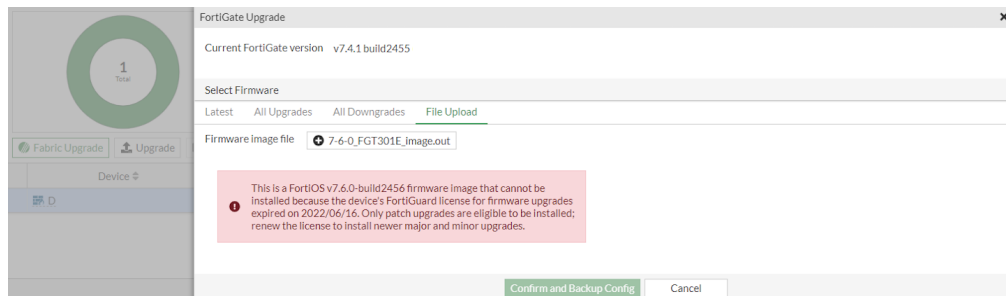 FortiGate Upgrade
Current FortiGate version v7.4.1 build2455
1
Total
Select Firmware
Latest All Upgrades All Downgrades File Upload
Firmware image file 7-6-0_FGT301E_image.out
Fabric Upgrade Upgrade
Device
D
This is a FortiOS v7.6.0-build2456 firmware image that cannot be
installed because the device's FortiGuard license for firmware upgrades
expired on 2022/06/16. Only patch upgrades are eligible to be installed;
renew the license to install newer major and minor upgrades.
Confirm and Backup Config Cancel